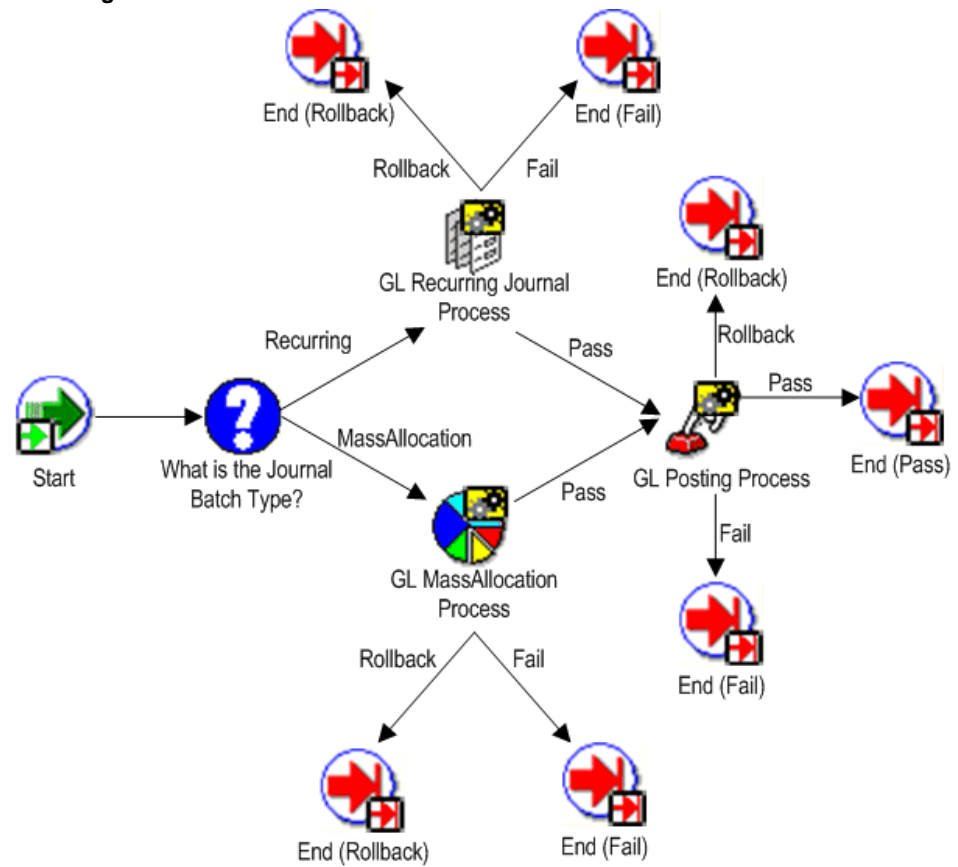 End (Rollback)
End (Fail)
Rollback
Fail
GL Recurring Journal
Process
End (Rollback)
Rollback
Recurring
Pass
Pass
MassAllocation
Start
What is the Journal
Batch Type?
Pass
GL Posting Process
End (Pass)
Fail
GL MassAllocation
Process
Rollback
Fail
End (Fail)
End (Rollback)
End (Fail)